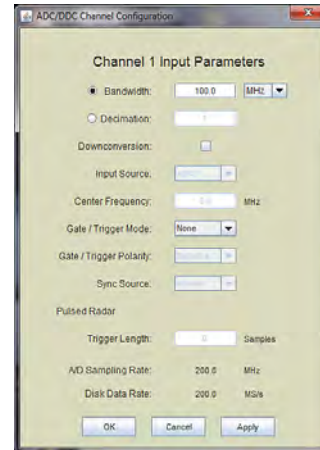 ADC/DDC Channel Configuration
Channel 1 Input Parameters
Bandwidth: 100.0 MHz
Decimation: 1
Downconversion:
Input Source:
Center Frequency: MHz
Gate / Trigger Mode: None
Gate / Trigger Polarity:
Sync Source:
Pulsed Radar
Trigger Length: Samples
A/D Sampling Rate: 200.0 MHz
Disk Data Rate: 200.0 MS/s
OK Cancel Apply